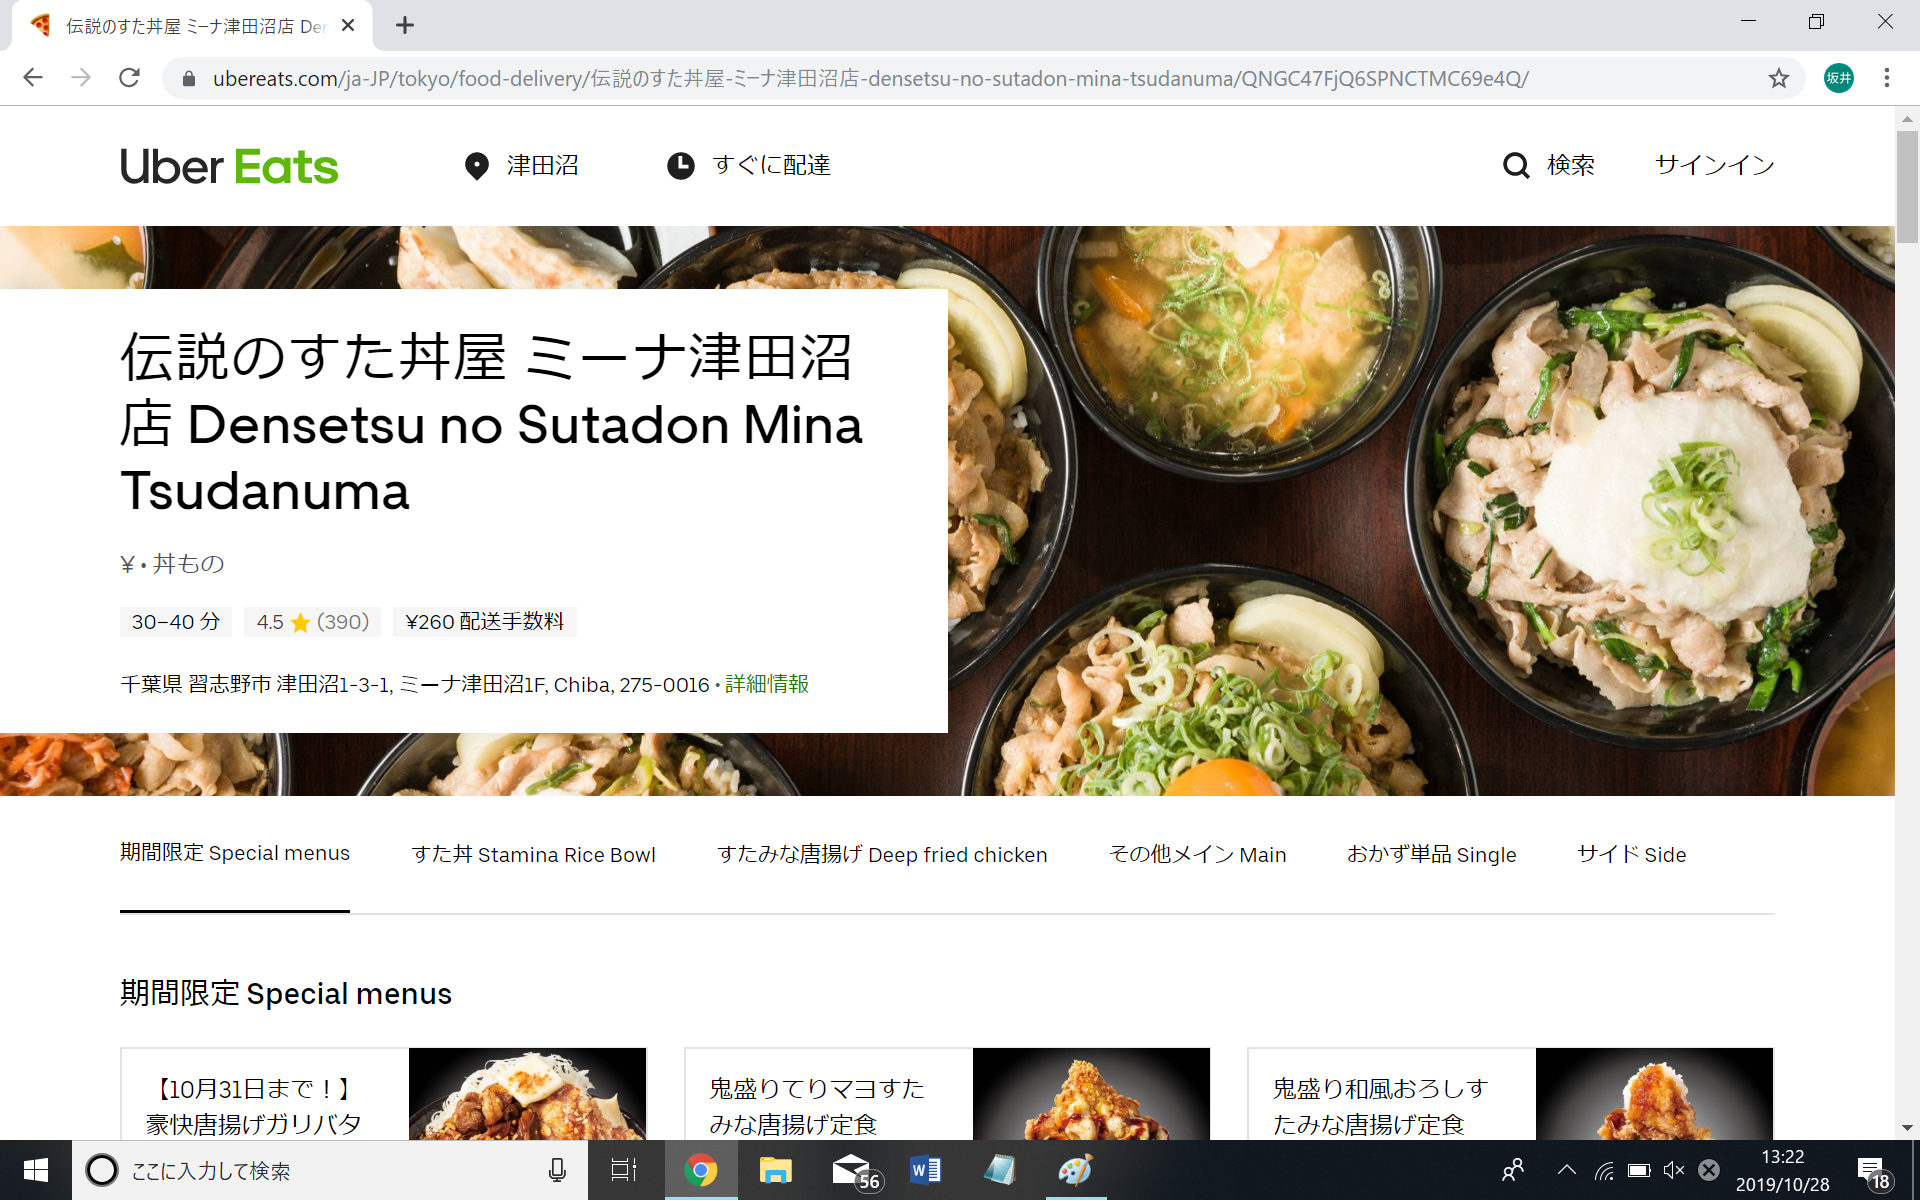 伝説のすた丼屋 ミーナ津田沼店 Den
ubereats.com/ja-JP/tokyo/food-delivery/伝説のすた丼屋-ミーナ津田沼店-densetsu-no-sutadon-mina-tsudanuma/QNGC47FjQ6SPNCTMC69e4Q/
坂井
Uber Eats
津田沼
すぐに配達
検索
サインイン
伝説のすた丼屋 ミーナ津田沼
店 Densetsu no Sutadon Mina
Tsudanuma
¥ • 丼もの
30–40 分
4.5 ★ (390)
¥260 配送手数料
千葉県 習志野市 津田沼1-3-1, ミーナ津田沼1F, Chiba, 275-0016 • 詳細情報
期間限定 Special menus
すた丼 Stamina Rice Bowl
すたみな唐揚げ Deep fried chicken
その他メイン Main
おかず単品 Single
サイド Side
期間限定 Special menus
【10月31日まで！】
豪快唐揚げガリバタ
鬼盛りてりマヨすた
みな唐揚げ定食
鬼盛り和風おろしす
たみな唐揚げ定食
ここに入力して検索
56
13:22
2019/10/28
18